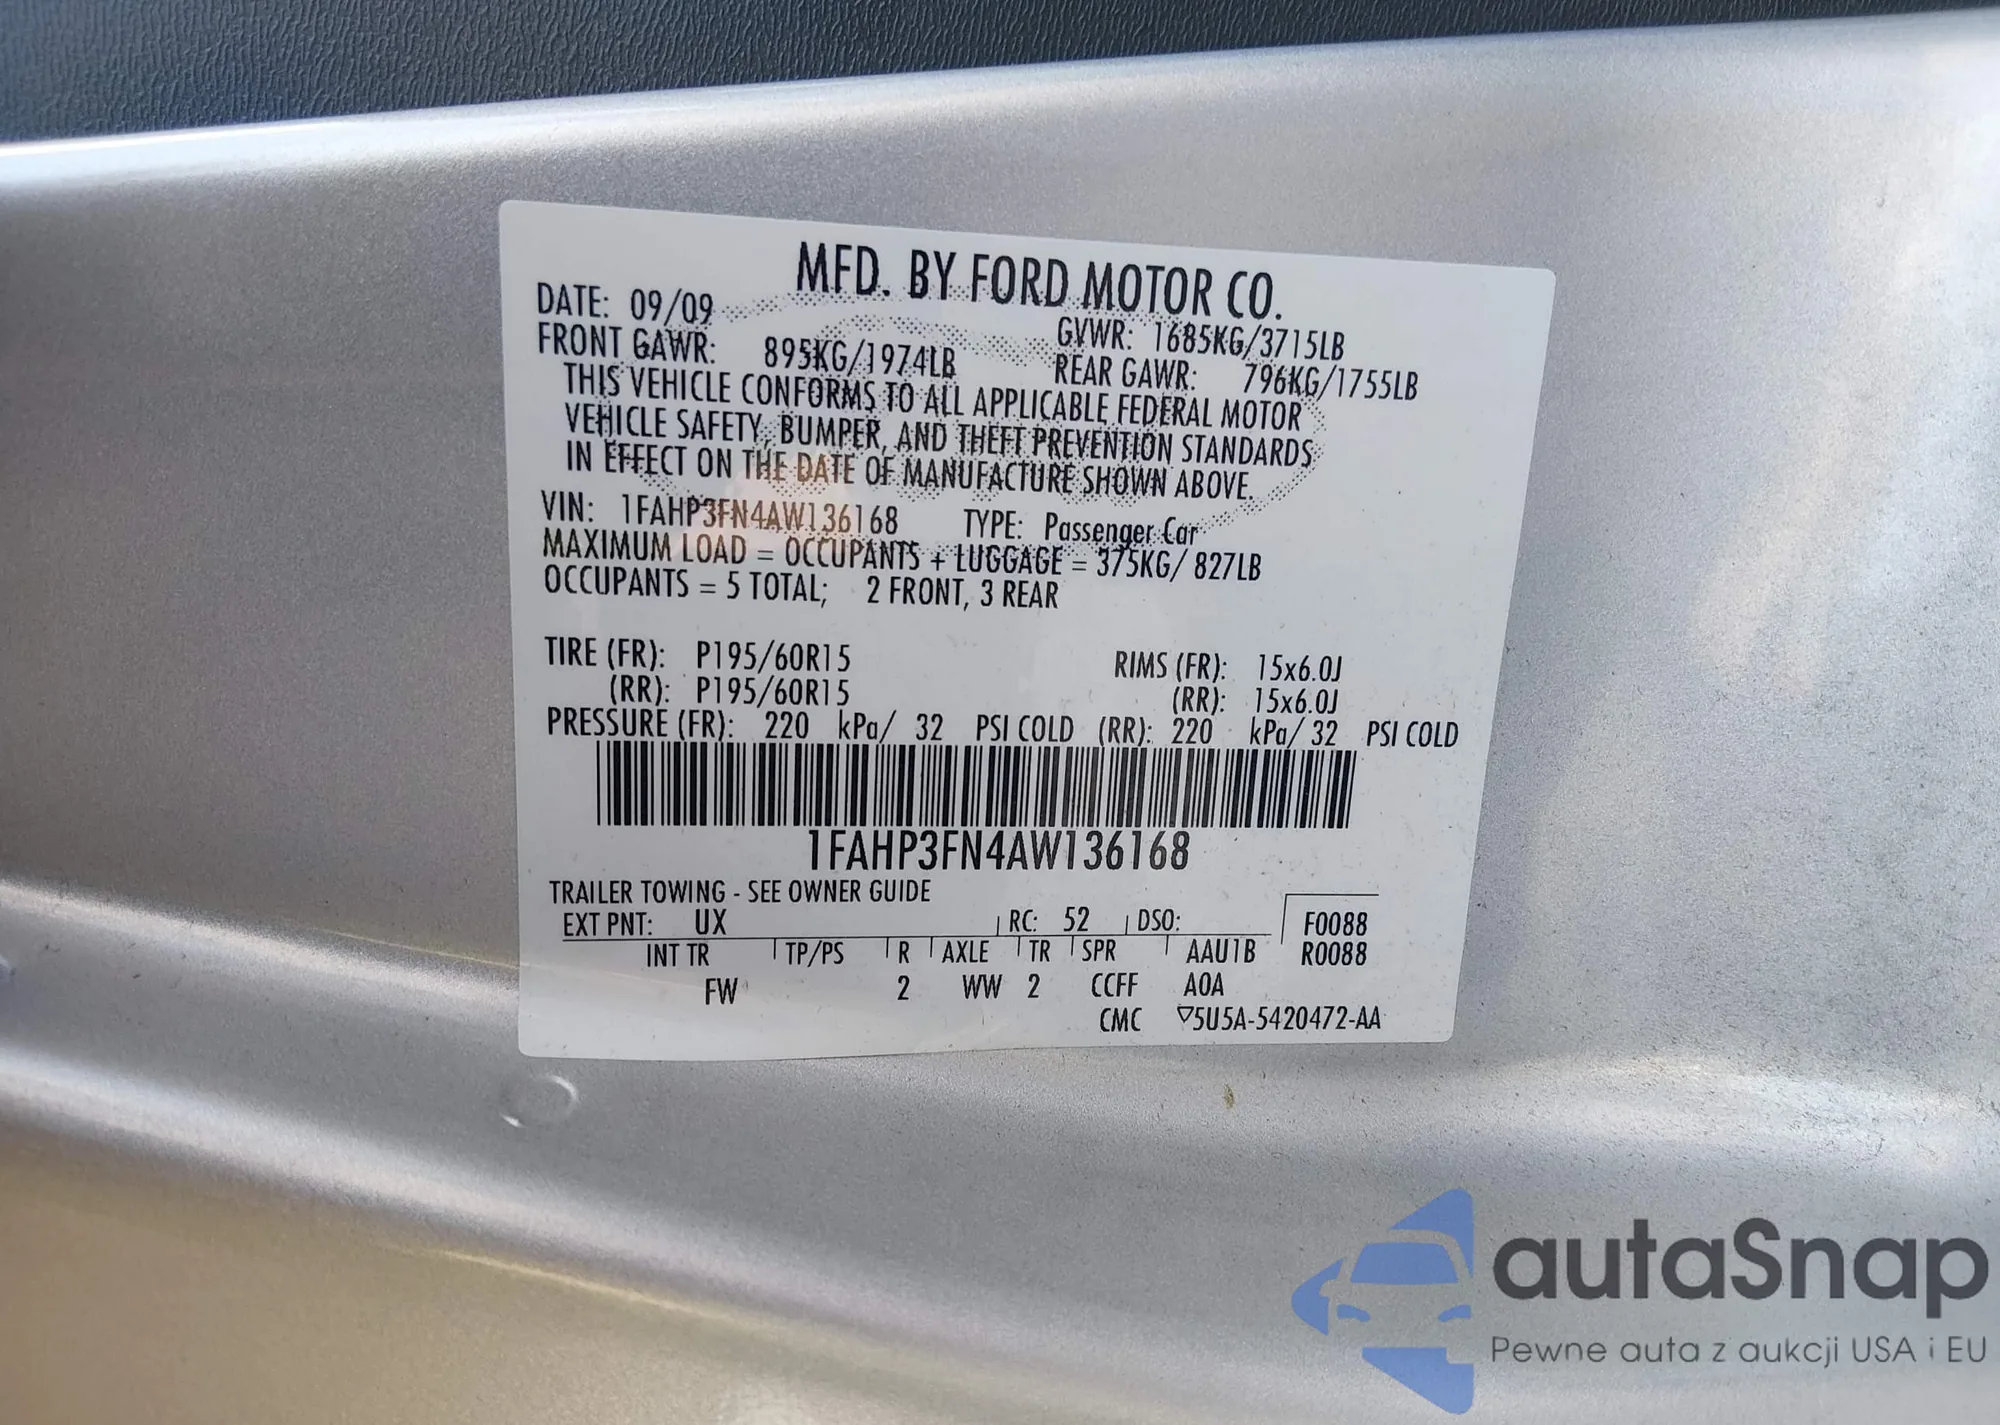 MFD. BY FORD MOTOR CO.
DATE: 09/09
GVWR: 1685KG/3715LB
FRONT GAWR: 895KG/1974LB
REAR GAWR: 796KG/1755LB
THIS VEHICLE CONFORMS TO ALL APPLICABLE FEDERAL MOTOR
VEHICLE SAFETY, BUMPER, AND THEFT PREVENTION STANDARDS
IN EFFECT ON THE DATE OF MANUFACTURE SHOWN ABOVE.
VIN: 1FAHP3FN4AW136168 TYPE: Passenger Car
MAXIMUM LOAD = OCCUPANTS + LUGGAGE = 375KG/ 827LB
OCCUPANTS = 5 TOTAL; 2 FRONT, 3 REAR
TIRE (FR): P195/60R15 RIMS (FR): 15x6.0J
(RR): P195/60R15 (RR): 15x6.0J
PRESSURE (FR): 220 kPa/ 32 PSI COLD (RR): 220 kPa/ 32 PSI COLD
1FAHP3FN4AW136168
TRAILER TOWING - SEE OWNER GUIDE
EXT PNT: UX RC: 52 DSO: F0088
INT TR TP/PS R AXLE TR SPR AAU1B R0088
FW 2 WW 2 CCFF AOA
CMC ▽5U5A-5420472-AA
autaSnap
Pewne auta z aukcji USA i EU